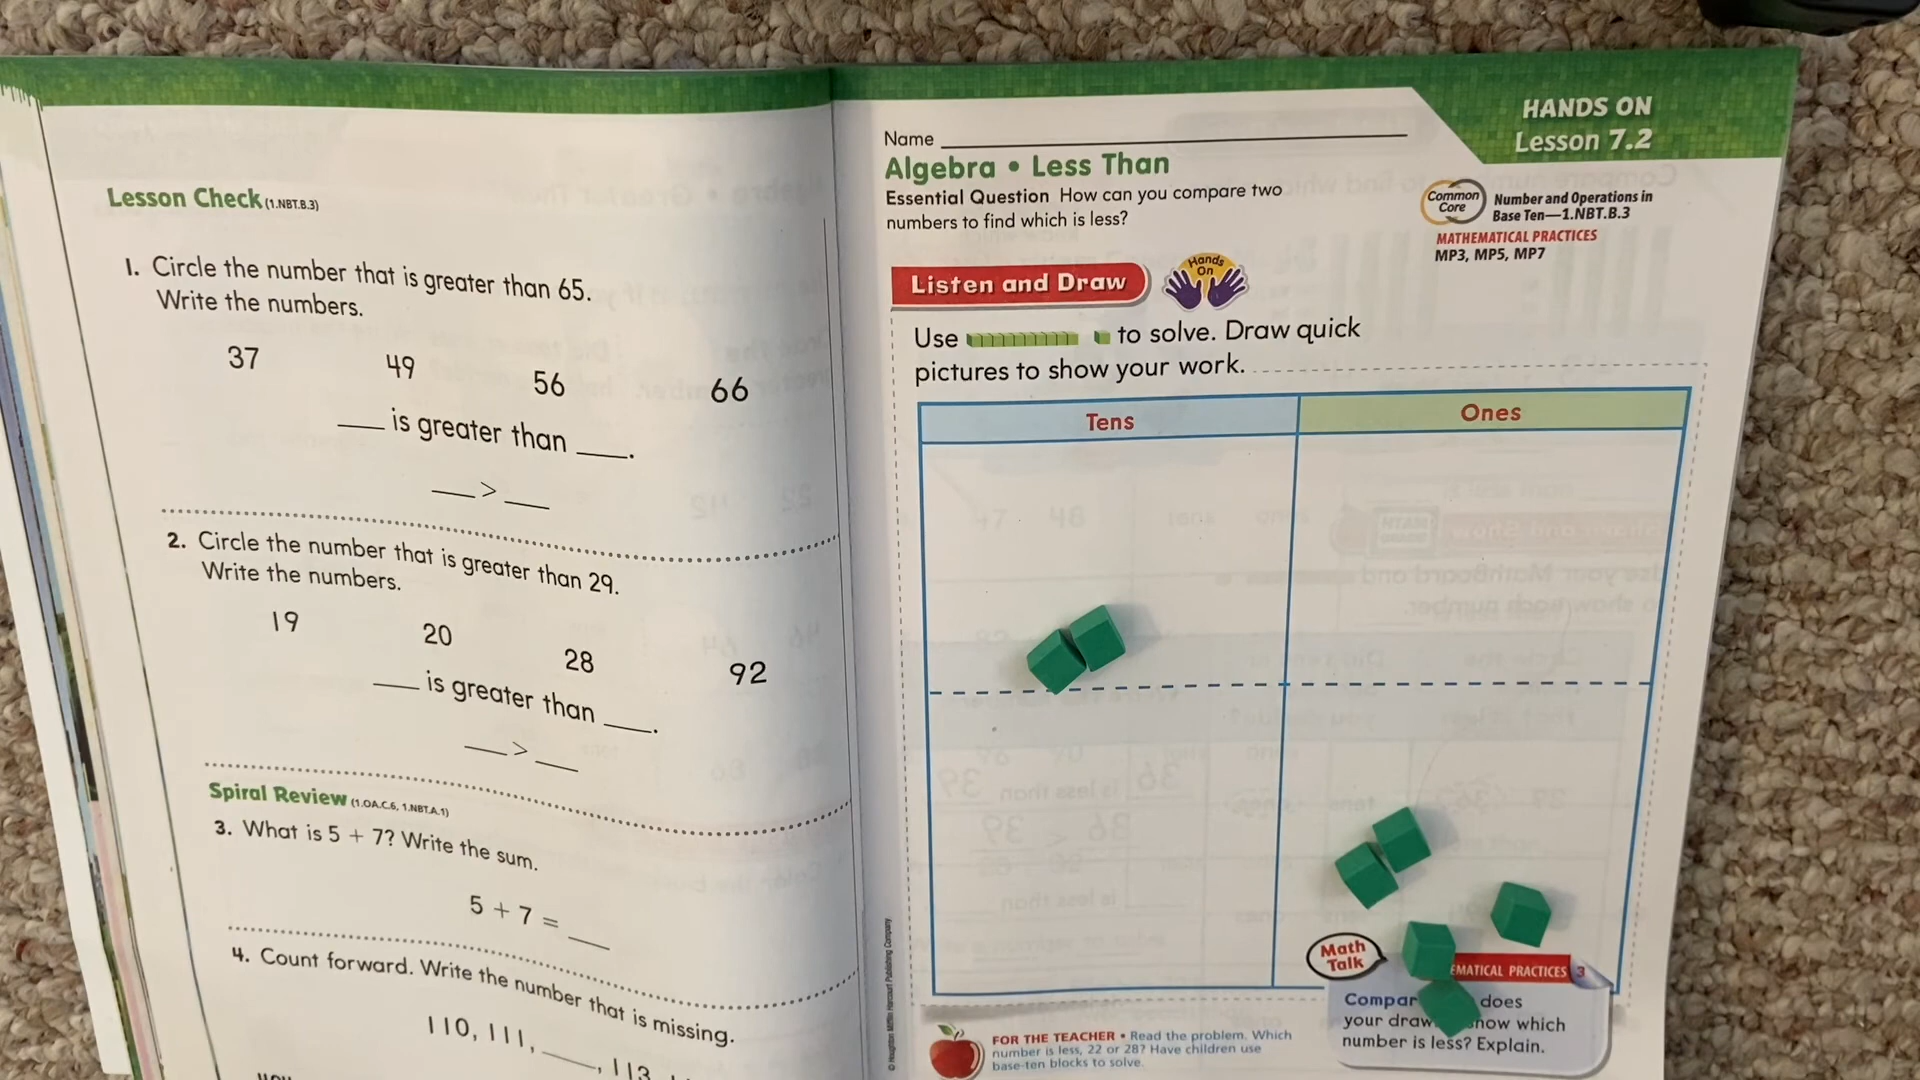 Lesson Check (1.NBT.B.3)
1. Circle the number that is greater than 65.
Write the numbers.
37 49 56 66
___ is greater than ___.
___ > ___
2. Circle the number that is greater than 29.
Write the numbers.
19 20 28 92
___ is greater than ___.
___ > ___
Spiral Review (1.OA.C.6, 1.NBT.A.1)
3. What is 5 + 7? Write the sum.
5 + 7 = ___
4. Count forward. Write the number that is missing.
110, 111, ___, 113
HANDS ON
Lesson 7.2
Name
Algebra • Less Than
Essential Question How can you compare two
numbers to find which is less?
Common
Core
Number and Operations in
Base Ten—1.NBT.B.3
MATHEMATICAL PRACTICES
MP3, MP5, MP7
Listen and Draw
Hands
On
Use to solve. Draw quick
pictures to show your work.
Tens Ones
Math
Talk
PRACTICES 3
does
your which
number is less? Explain.
FOR THE TEACHER • Read the problem. Which
number is less, 22 or 28? Have children use
base-ten blocks to solve.
© Houghton Mifflin Harcourt Publishing Company